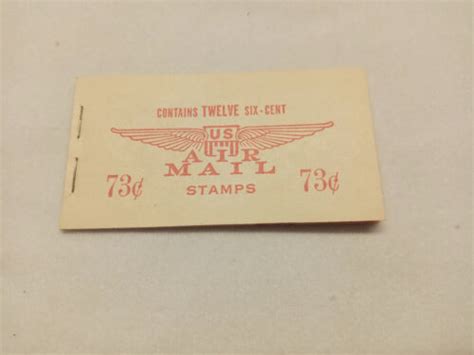 CONTAINS TWELVE SIX-CENT
US
AIR
MAIL
73¢ STAMPS 73¢